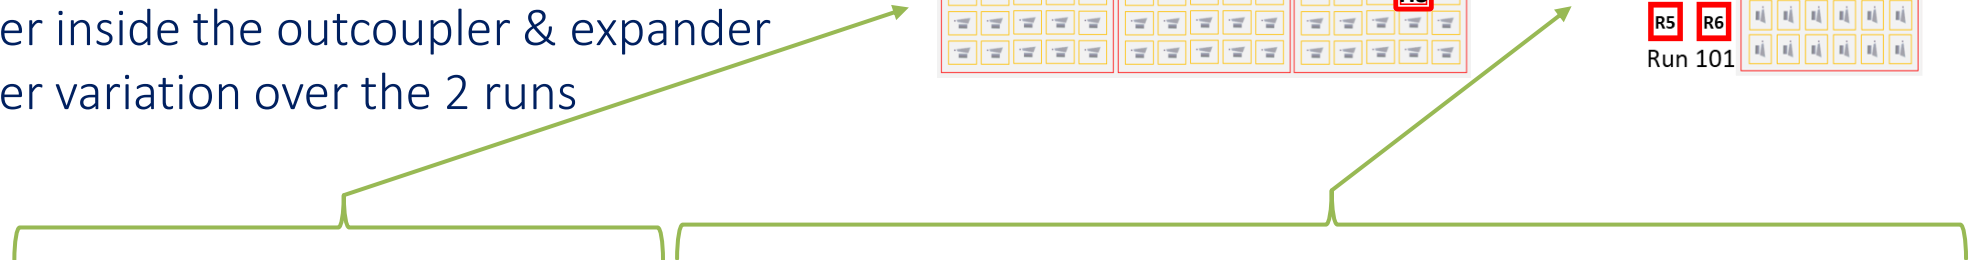 er inside the outcoupler & expander
er variation over the 2 runs
R5 R6
Run 101